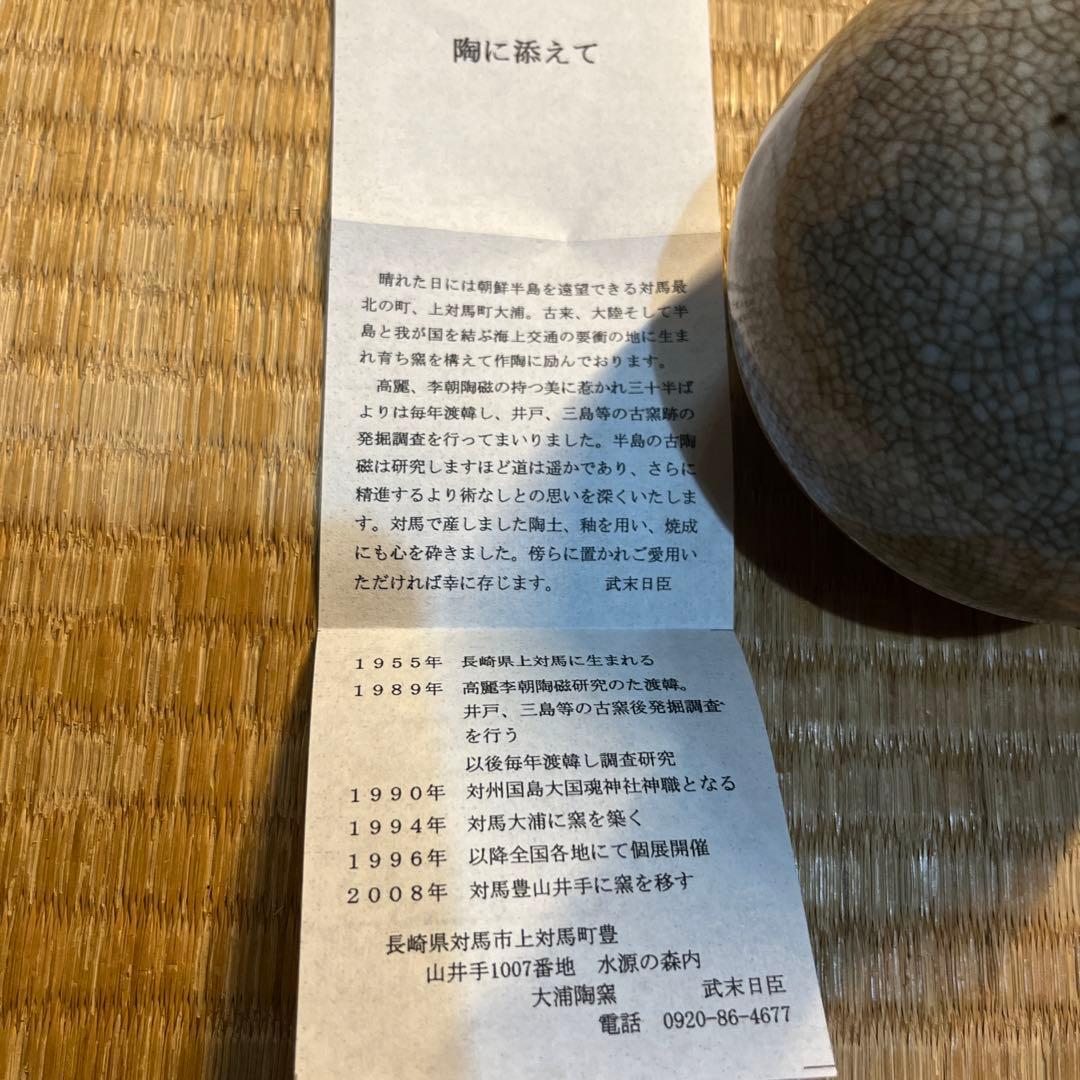 陶に添えて
晴れた日には朝鮮半島を遠望できる対馬最
北の町、上対馬町大浦。古来、大陸そして半
島と我が国を結ぶ海上交通の要衝の地に生ま
れ育ち窯を構えて作陶に励んでおります。
高麗、李朝陶磁の持つ美に惹かれ三十半ば
よりは毎年渡韓し、井戸、三島等の古窯跡の
発掘調査を行ってまいりました。半島の古陶
磁は研究しますほど道は遥かであり、さらに
精進するより術なしとの思いを深くいたしま
す。対馬で産しました陶土、釉を用い、焼成
にも心を砕きました。傍らに置かれご愛用い
ただければ幸に存じます。　武末日臣
1955年　長崎県上対馬に生まれる
1989年　高麗李朝陶磁研究のた渡韓。
井戸、三島等の古窯後発掘調査
を行う
以後毎年渡韓し調査研究
1990年　対州国島大国魂神社神職となる
1994年　対馬大浦に窯を築く
1996年　以降全国各地にて個展開催
2008年　対馬豊山井手に窯を移す
長崎県対馬市上対馬町豊
山井手1007番地　水源の森内
大浦陶窯　武末日臣
電話　0920-86-4677